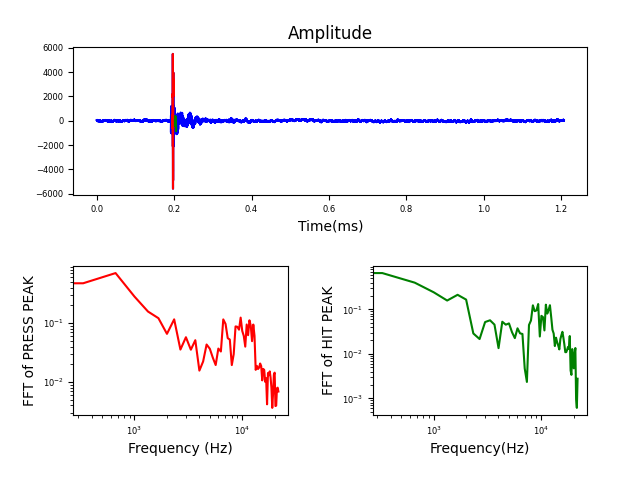 Amplitude
6000
4000
2000
0
−2000
−4000
−6000
0.0 0.2 0.4 0.6 0.8 1.0 1.2
Time(ms)
FFT of PRESS PEAK
10⁻¹
10⁻²
10³ 10⁴
Frequency (Hz)
FFT of HIT PEAK
10⁻¹
10⁻²
10⁻³
10³ 10⁴
Frequency(Hz)